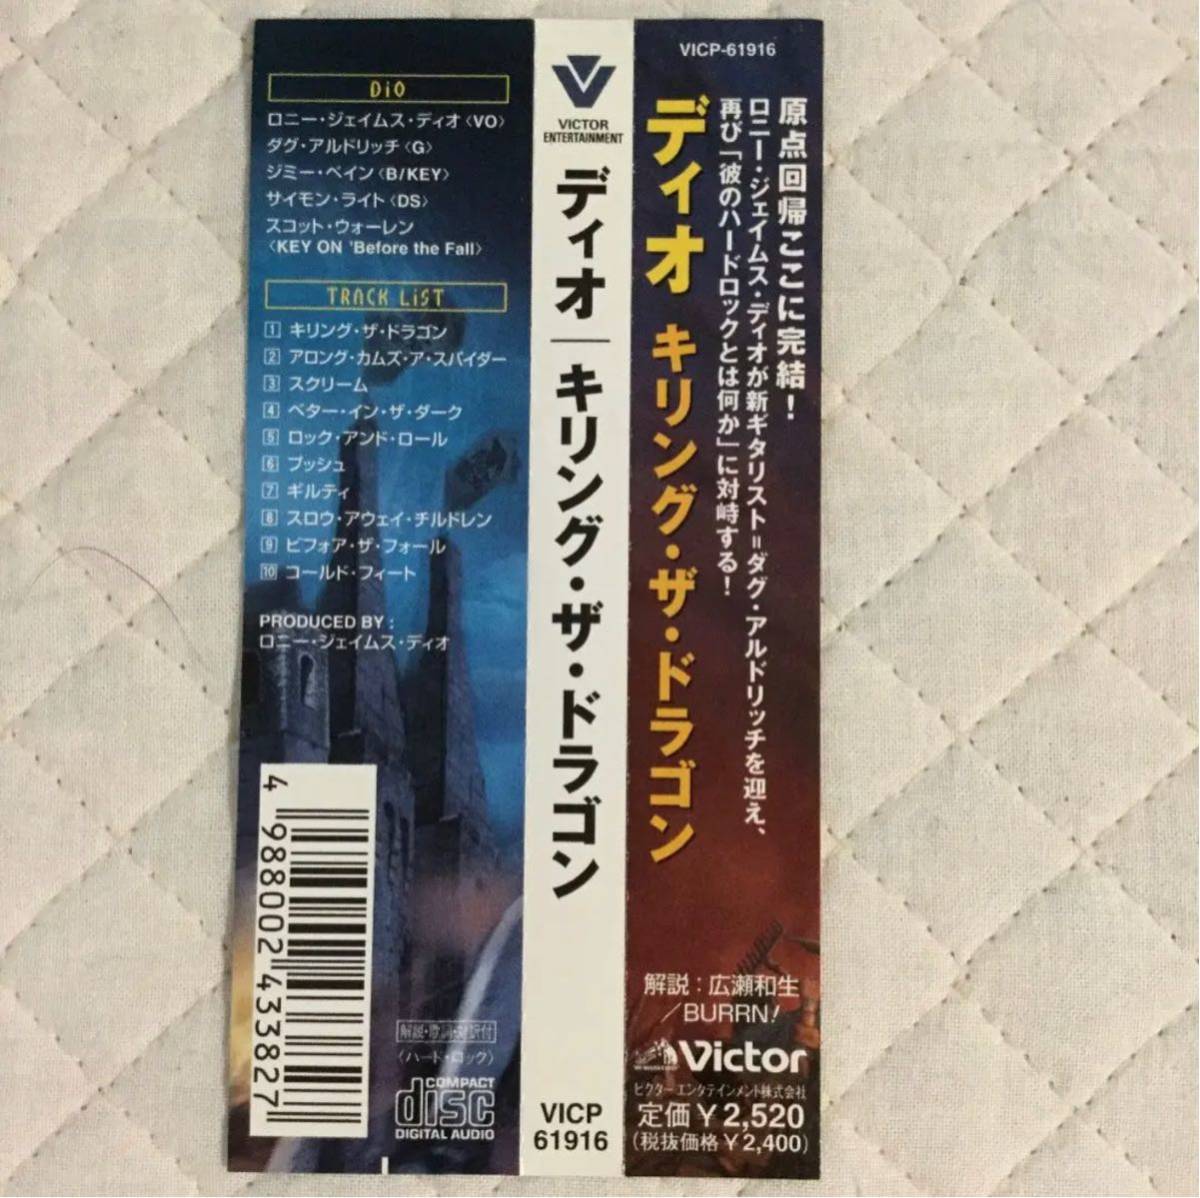 DiO
ロニー・ジェイムス・ディオ〈VO〉
ダグ・アルドリッチ〈G〉
ジミー・ベイン〈B/KEY〉
サイモン・ライト〈DS〉
スコット・ウォーレン
〈KEY ON 'Before the Fall〉
TRACK LiST
1 キリング・ザ・ドラゴン
2 アロング・カムズ・ア・スパイダー
3 スクリーム
4 ベター・イン・ザ・ダーク
5 ロック・アンド・ロール
6 プッシュ
7 ギルティ
8 スロウ・アウェイ・チルドレン
9 ビフォア・ザ・フォール
10 コールド・フィート
PRODUCED BY :
ロニー・ジェイムス・ディオ
4 988002 433827
解説・歌詞・対訳付
〈ハード・ロック〉
COMPACT
disc
DIGITAL AUDIO
VICTOR
ENTERTAINMENT
ディオ｜キリング・ザ・ドラゴン
VICP
61916
VICP-61916
原点回帰ここに完結!
ロニー・ジェイムス・ディオが新ギタリスト=ダグ・アルドリッチを迎え、
再び「彼のハードロックとは何か」に対峙する!
ディオ キリング・ザ・ドラゴン
解説：広瀬和生
／BURRN!
Victor
ビクターエンタテインメント株式会社
定価￥2,520
(税抜価格￥2,400)